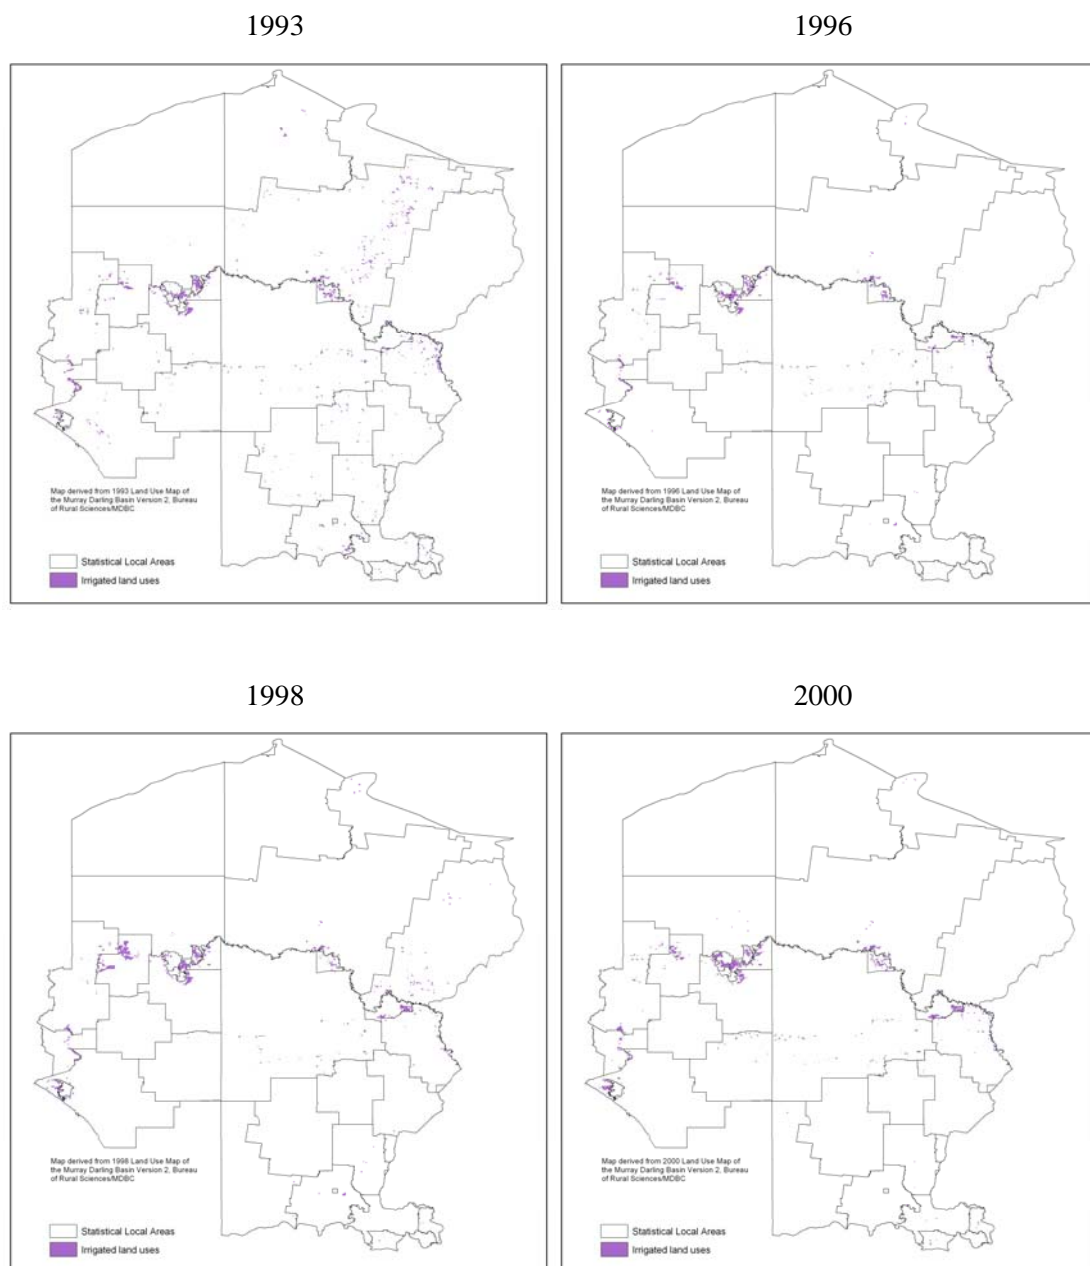 1993
1996
Map derived from 1993 Land Use Map of
the Murray Darling Basin Version 2, Bureau
of Rural Sciences/MDBC
Statistical Local Areas
Irrigated land uses
Map derived from 1996 Land Use Map of
the Murray Darling Basin Version 2, Bureau
of Rural Sciences/MDBC
Statistical Local Areas
Irrigated land uses
1998
2000
Map derived from 1998 Land Use Map of
the Murray Darling Basin Version 2, Bureau
of Rural Sciences/MDBC
Statistical Local Areas
Irrigated land uses
Map derived from 2000 Land Use Map of
the Murray Darling Basin Version 2, Bureau
of Rural Sciences/MDBC
Statistical Local Areas
Irrigated land uses